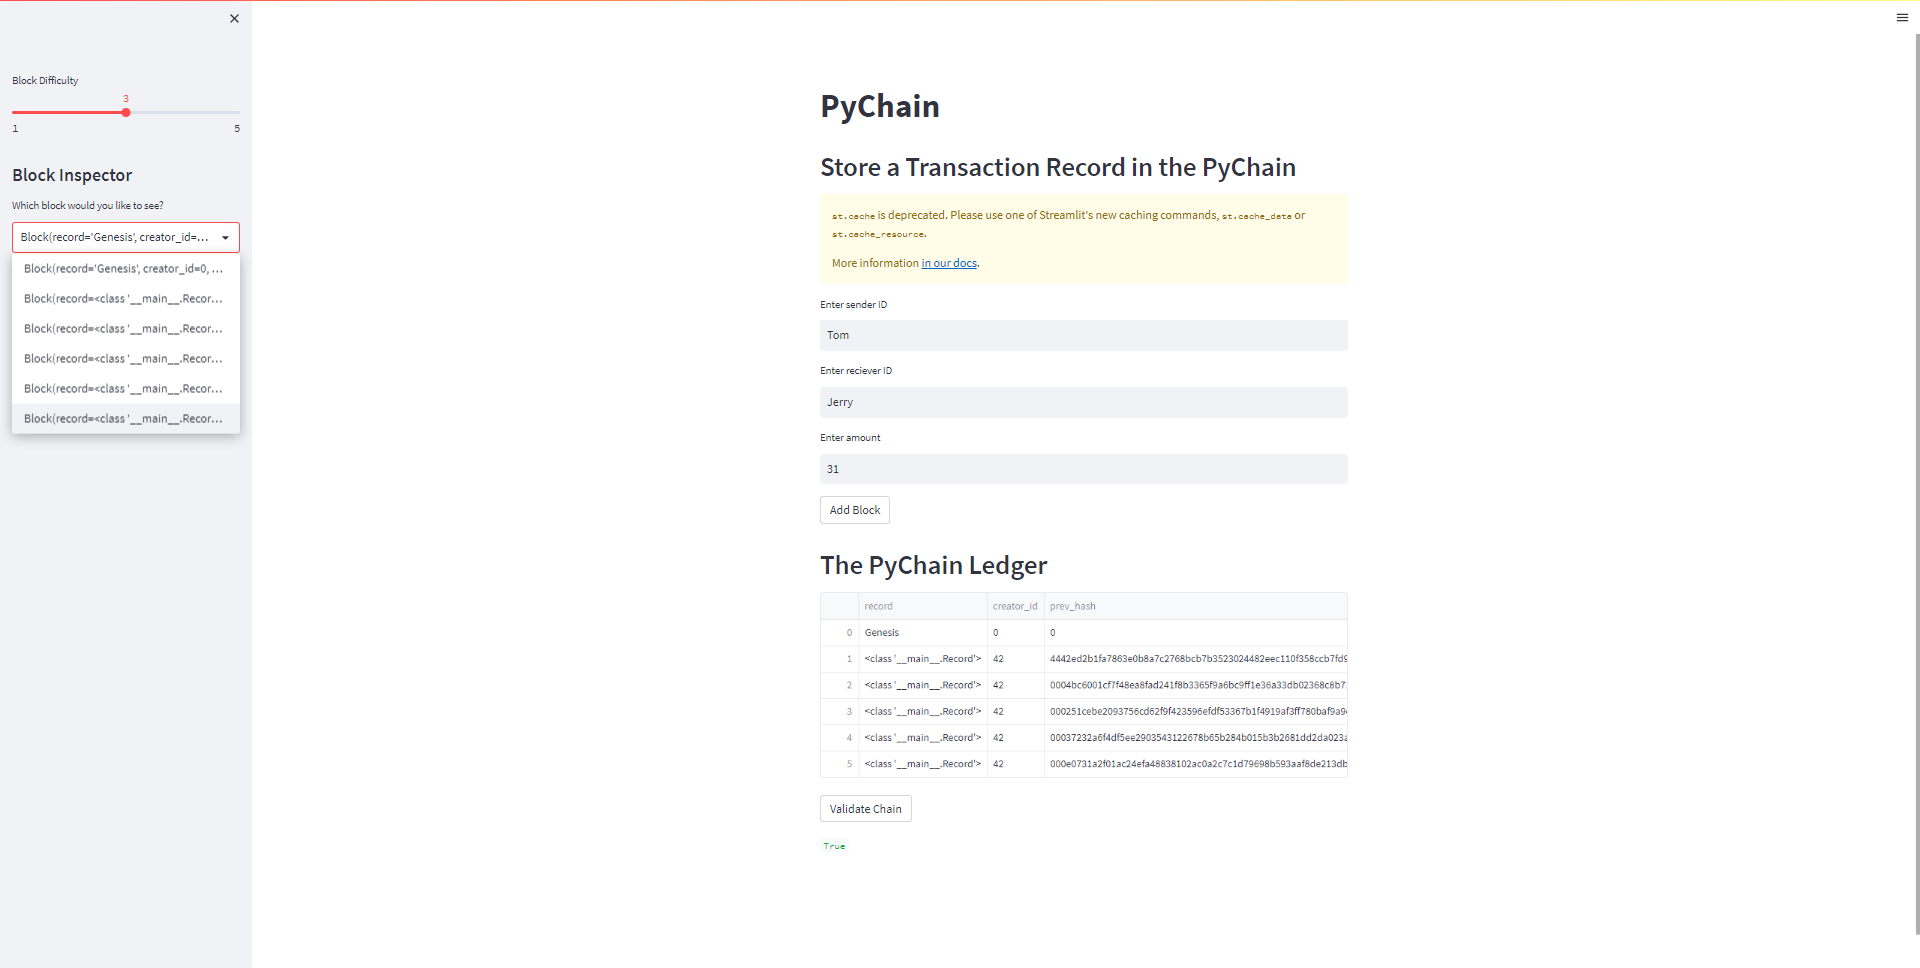 Block Difficulty
3
1 5
Block Inspector
Which block would you like to see?
Block(record='Genesis', creator_id=...
Block(record='Genesis', creator_id=0, ...
Block(record=<class '__main__.Recor...
Block(record=<class '__main__.Recor...
Block(record=<class '__main__.Recor...
Block(record=<class '__main__.Recor...
Block(record=<class '__main__.Recor...
PyChain
Store a Transaction Record in the PyChain
st.cache is deprecated. Please use one of Streamlit's new caching commands, st.cache_data or
st.cache_resource.
More information in our docs.
Enter sender ID
Tom
Enter reciever ID
Jerry
Enter amount
31
Add Block
The PyChain Ledger
record creator_id prev_hash
0 Genesis 0 0
1 <class '__main__.Record'> 42 4442ed2b1fa7863e0b8a7c2768bcb7b3523024482eec110f358ccb7fd9
2 <class '__main__.Record'> 42 0004bc6001cf7f48ea8fad241f8b3365f9a6bc9ff1e36a33db02368c8b7
3 <class '__main__.Record'> 42 000251cebe2093756cd62f9f423596efdf53367b1f4919af3ff780baf9a9
4 <class '__main__.Record'> 42 00037232a6f4df5ee2903543122678b65b284b015b3b2681dd2da023a
5 <class '__main__.Record'> 42 000e0731a2f01ac24efa48838102ac0a2c7c1d79698b593aaf8de213db
Validate Chain
True